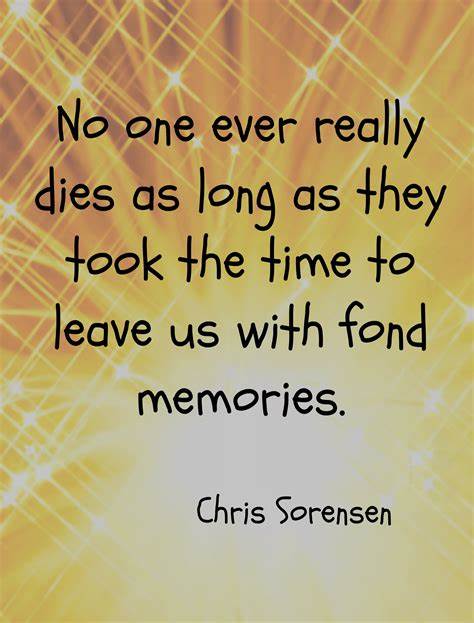 No one ever really
dies as long as they
took the time to
leave us with fond
memories.
Chris Sorensen